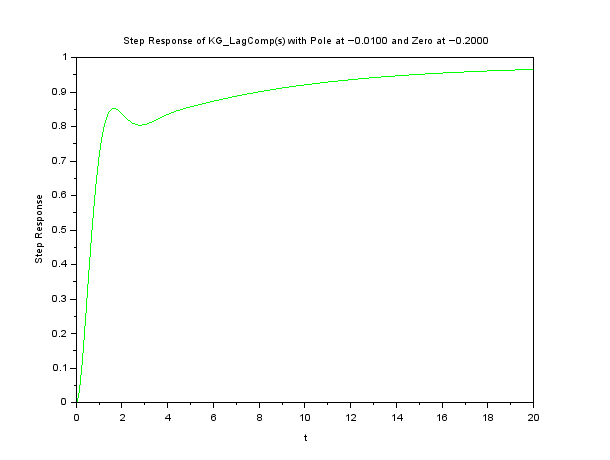 Step Response of KG_LagComp(s) with Pole at −0.0100 and Zero at −0.2000
1
0.9
0.8
0.7
0.6
0.5
0.4
0.3
0.2
0.1
0
Step Response
0 2 4 6 8 10 12 14 16 18 20
t